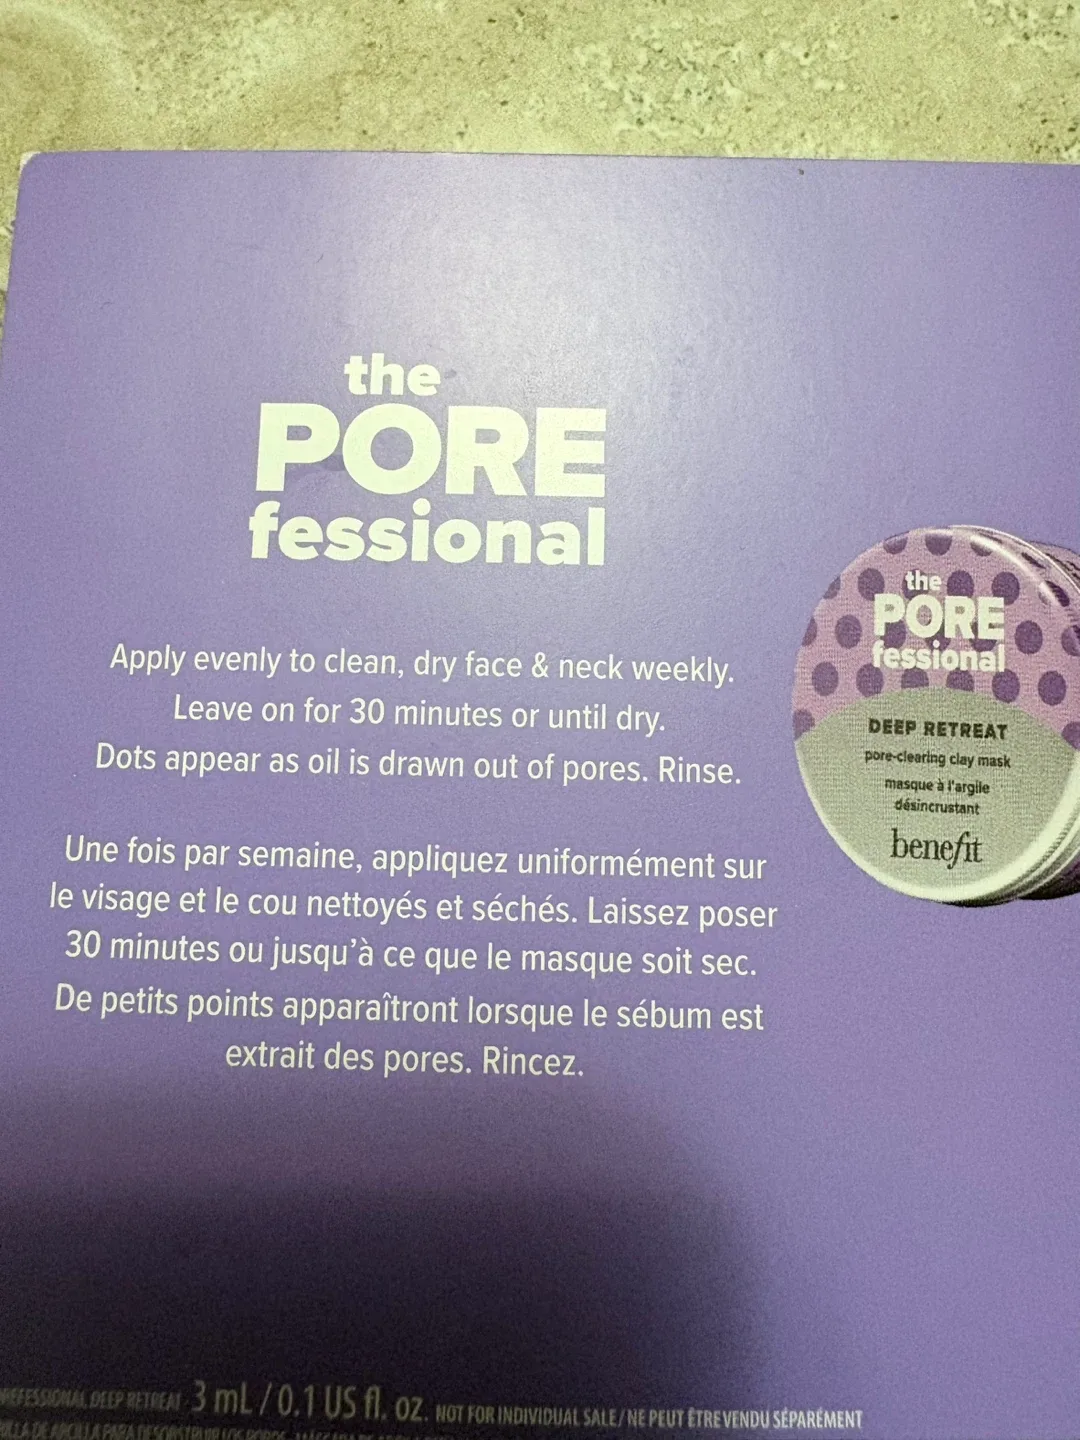 the
PORE
fessional
Apply evenly to clean, dry face & neck weekly.
Leave on for 30 minutes or until dry.
Dots appear as oil is drawn out of pores. Rinse.
Une fois par semaine, appliquez uniformément sur
le visage et le cou nettoyés et séchés. Laissez poser
30 minutes ou jusqu'à ce que le masque soit sec.
De petits points apparaîtront lorsque le sébum est
extrait des pores. Rincez.
the
PORE
fessional
DEEP RETREAT
pore-clearing clay mask
masque à l'argile
désincrustant
benefit
DEEP RETREAT 3 mL / 0.1 US fl. oz. NOT FOR INDIVIDUAL SALE/ NE PEUT ÊTRE VENDU SÉPARÉMENT
DE ARCILLA PARA